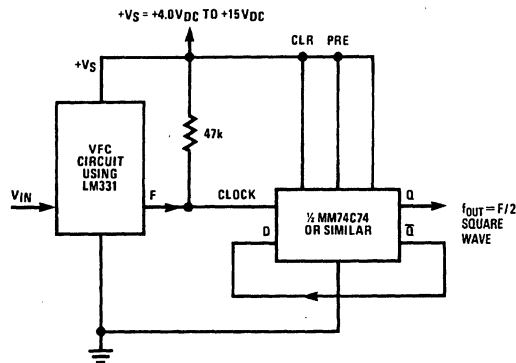 +VS = +4.0VDC TO +15VDC
CLR PRE
+VS
47k
VFC
CIRCUIT
USING
LM331
VIN
F
CLOCK
½ MM74C74
OR SIMILAR
D
Q
Q̅
fOUT = F/2
SQUARE
WAVE